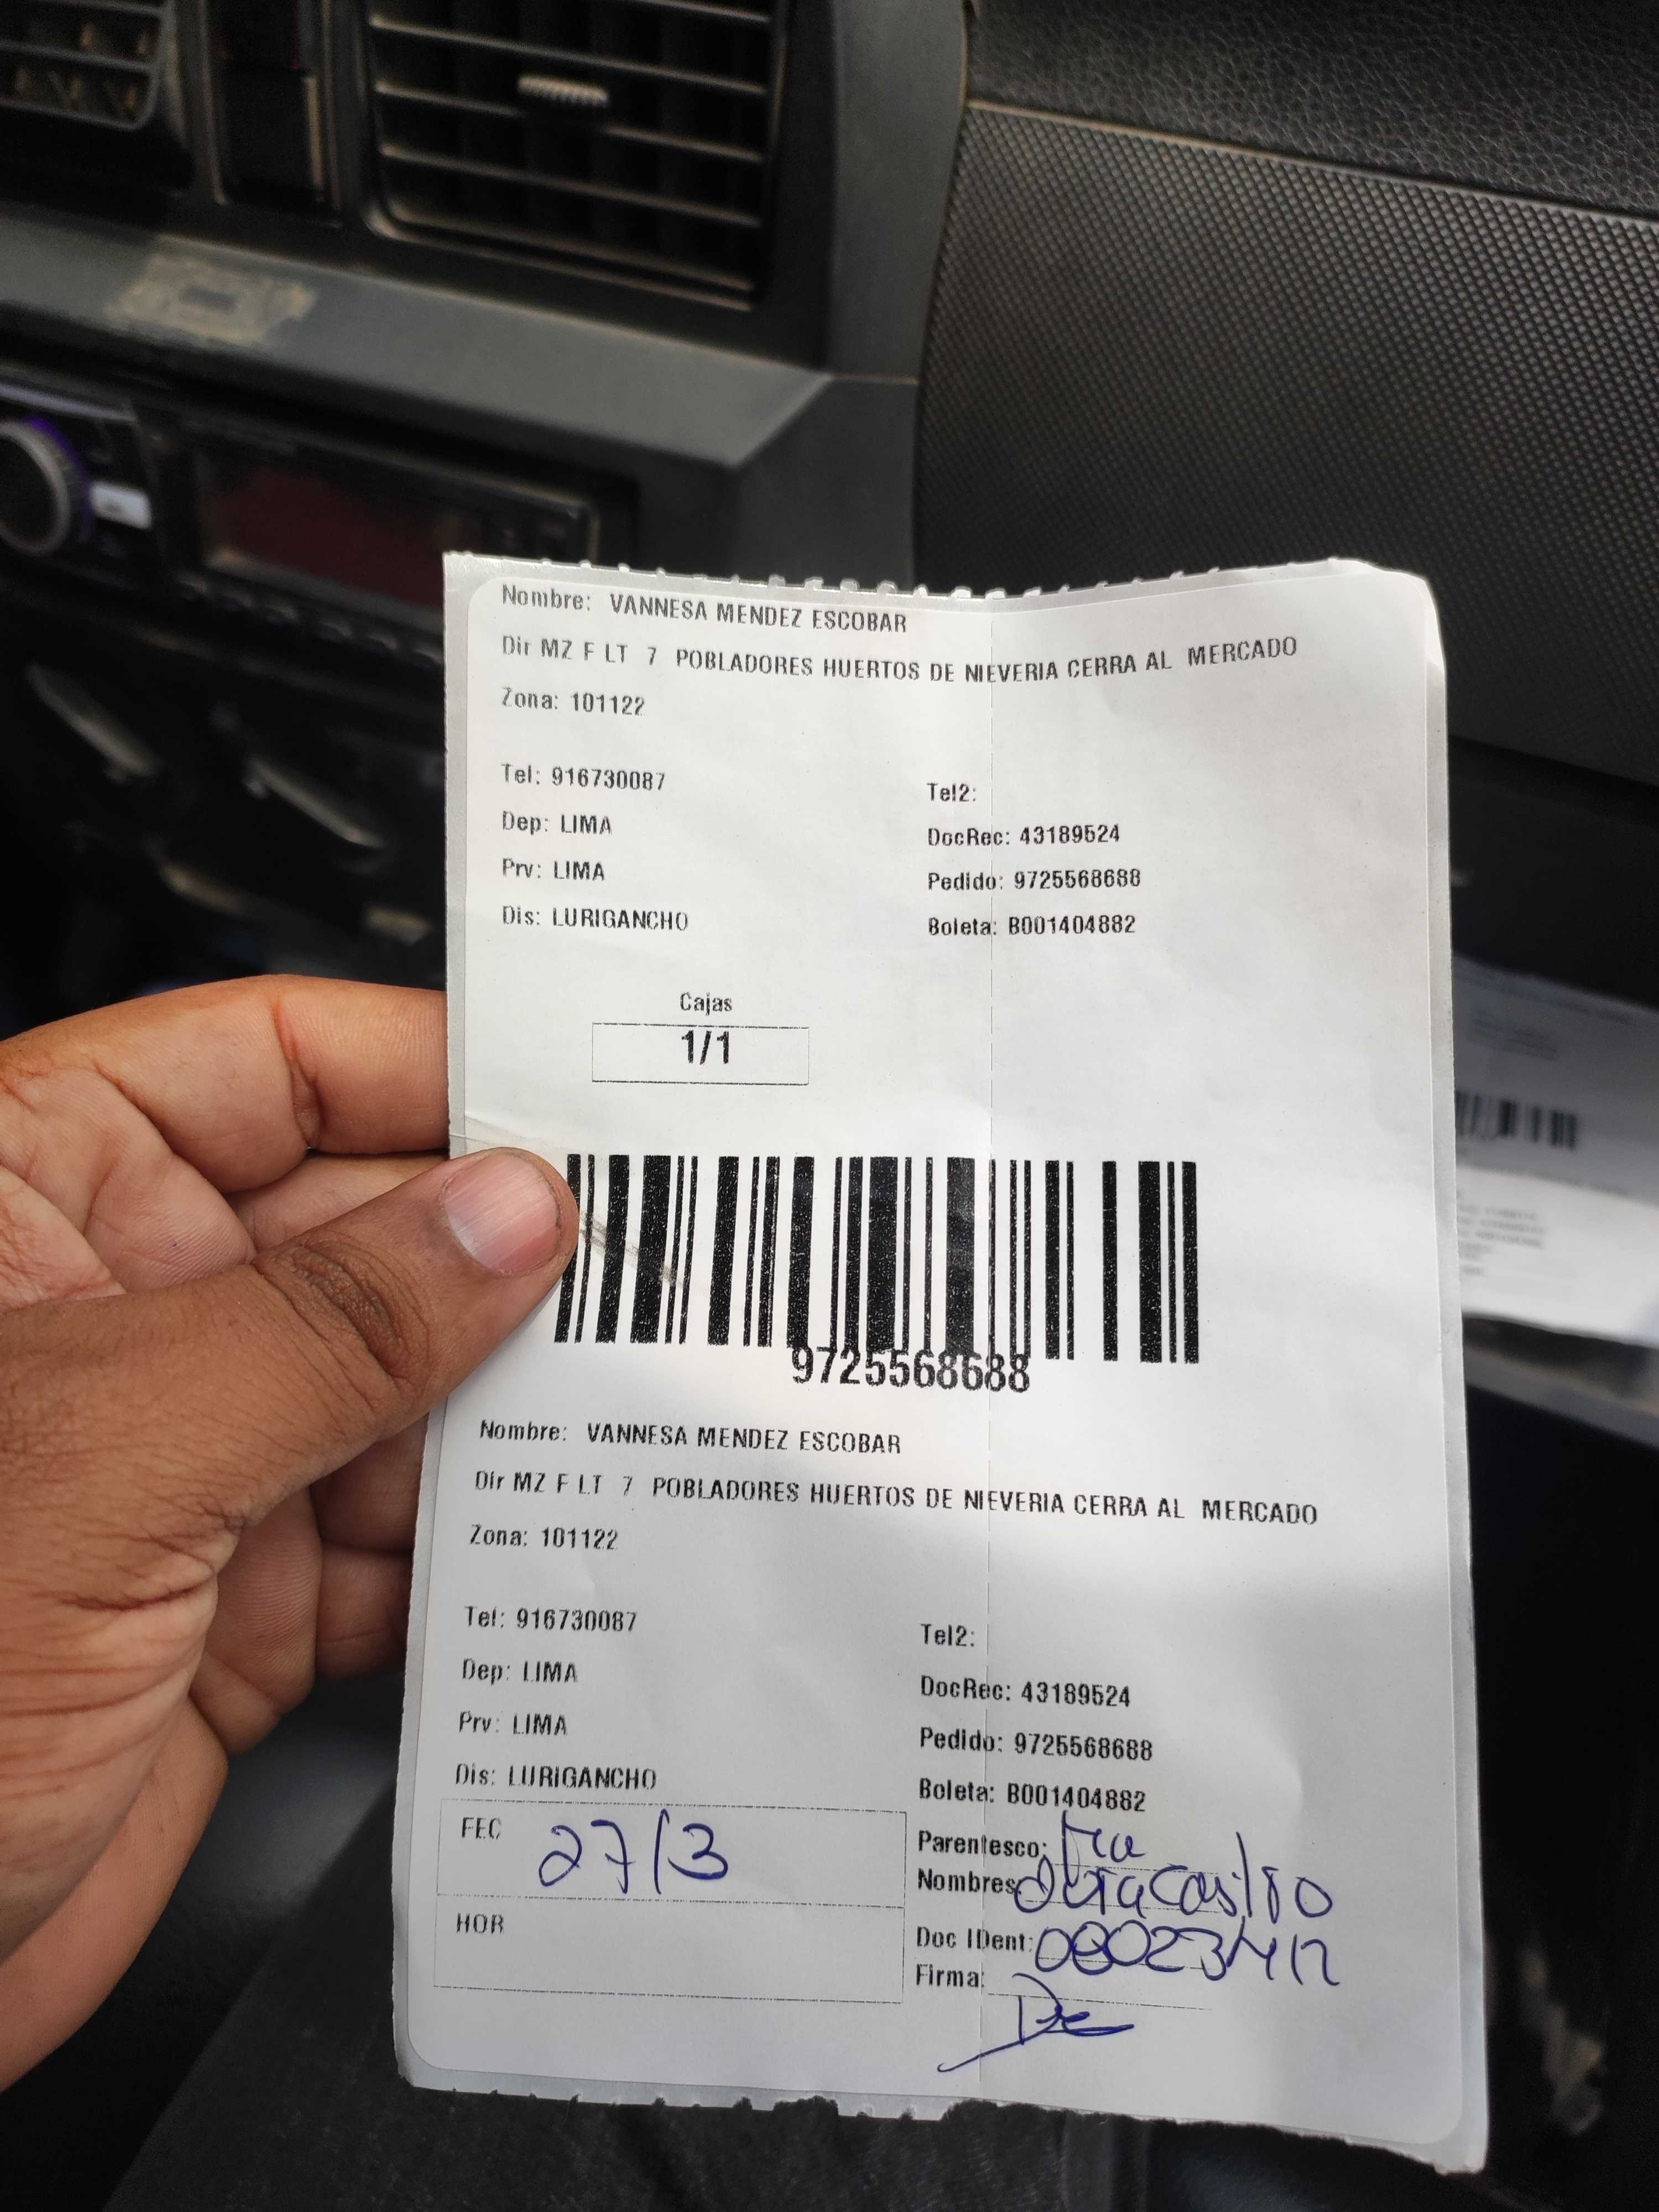 Nombre: VANNESA MENDEZ ESCOBAR
Dir MZ F LT 7 POBLADORES HUERTOS DE NIEVERIA CERRA AL MERCADO
Zona: 101122
Tel: 916730087
Tel2:
Dep: LIMA
DocRec: 43189524
Prv: LIMA
Pedido: 9725568688
Dis: LURIGANCHO
Boleta: B001404882
Cajas
1/1
9725568688
Nombre: VANNESA MENDEZ ESCOBAR
Dir MZ F LT 7 POBLADORES HUERTOS DE NIEVERIA CERRA AL MERCADO
Zona: 101122
Tel: 916730087
Tel2:
Dep: LIMA
DocRec: 43189524
Prv: LIMA
Pedido: 9725568688
Dis: LURIGANCHO
Boleta: B001404882
FEC 27/3
Parentesco:
Nombres
HOR
Doc IDent:
Firma: